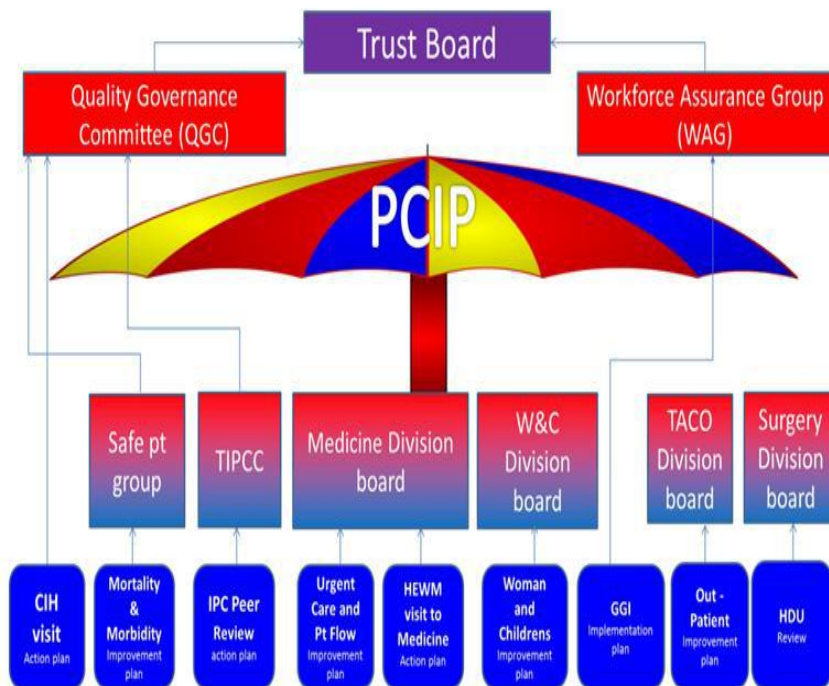 Trust Board
Quality Governance
Committee (QGC)
Workforce Assurance Group
(WAG)
PCIP
Safe pt
group
TIPCC
Medicine Division
board
W&C
Division
board
TACO
Division
board
Surgery
Division
board
CIH
visit
Action plan
Mortality
&
Morbidity
Improvement
plan
IPC Peer
Review
action plan
Urgent
Care and
Pt Flow
Improvement
plan
HEWM
visit to
Medicine
Action plan
Woman
and
Childrens
Improvement
plan
GGI
Implementation
plan
Out -
Patient
Improvement
plan
HDU
Review